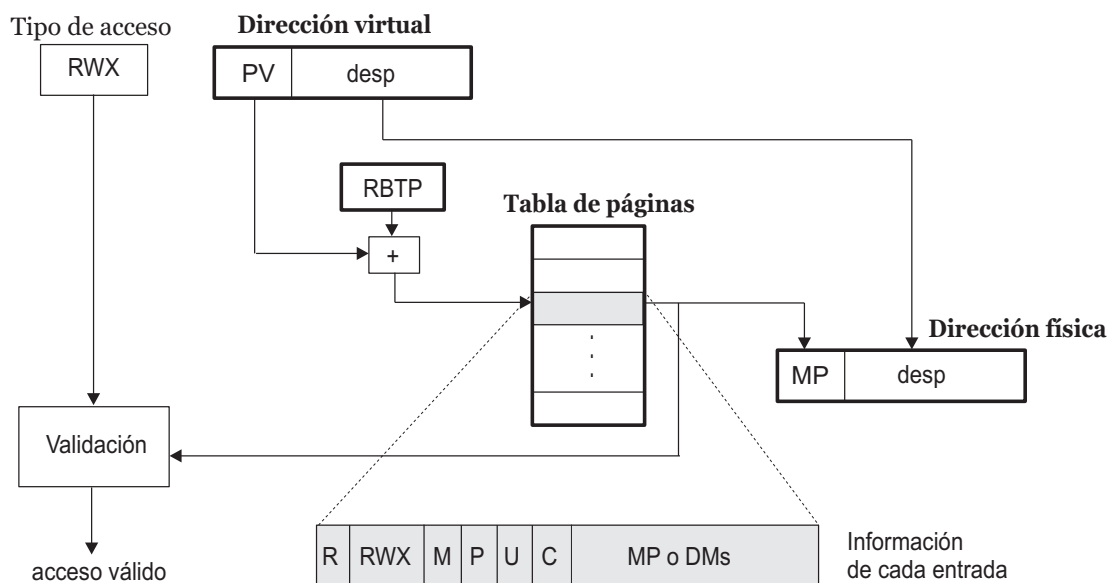 Tipo de acceso
RWX
Dirección virtual
PV desp
RBTP
+
Tabla de páginas
Dirección física
MP desp
Validación
acceso válido
R RWX M P U C MP o DMs
Información
de cada entrada